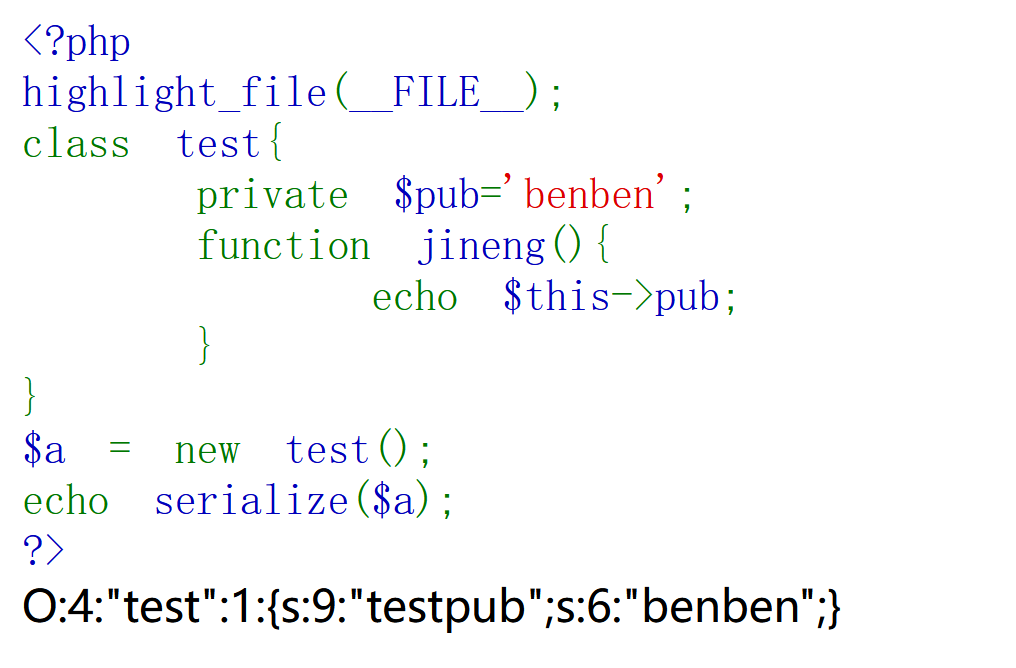 <?php
highlight_file(__FILE__);
class test{
private $pub='benben';
function jineng(){
echo $this->pub;
}
}
$a = new test();
echo serialize($a);
?>
O:4:"test":1:{s:9:"testpub";s:6:"benben";}